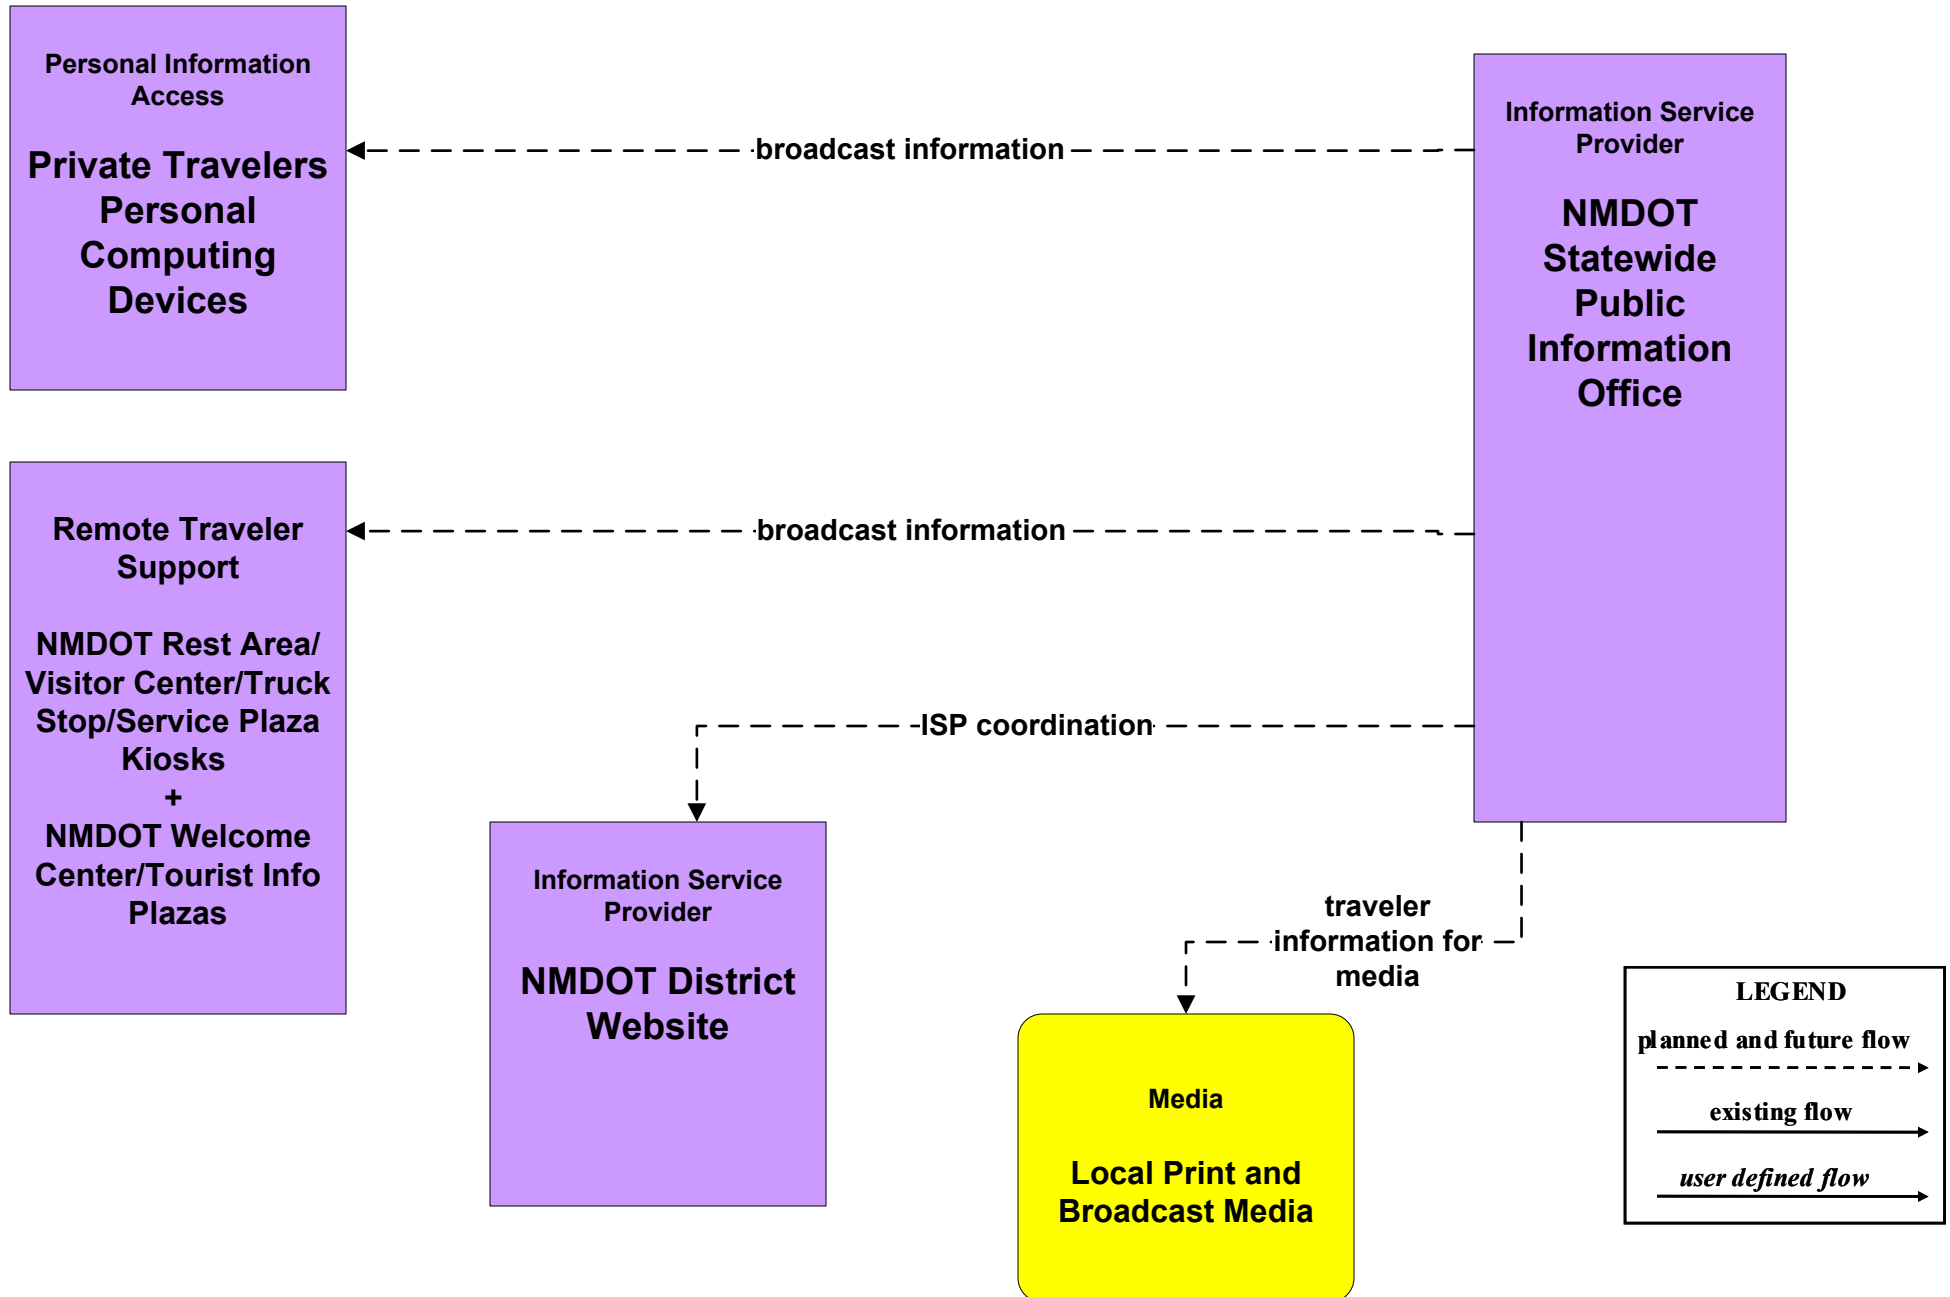 Personal Information
Access
Private Travelers
Personal
Computing
Devices
broadcast information
Information Service
Provider
NMDOT
Statewide
Public
Information
Office
Remote Traveler
Support
NMDOT Rest Area/
Visitor Center/Truck
Stop/Service Plaza
Kiosks
+
NMDOT Welcome
Center/Tourist Info
Plazas
broadcast information
ISP coordination
Information Service
Provider
NMDOT District
Website
traveler
information for
media
Media
Local Print and
Broadcast Media
LEGEND
planned and future flow
existing flow
user defined flow